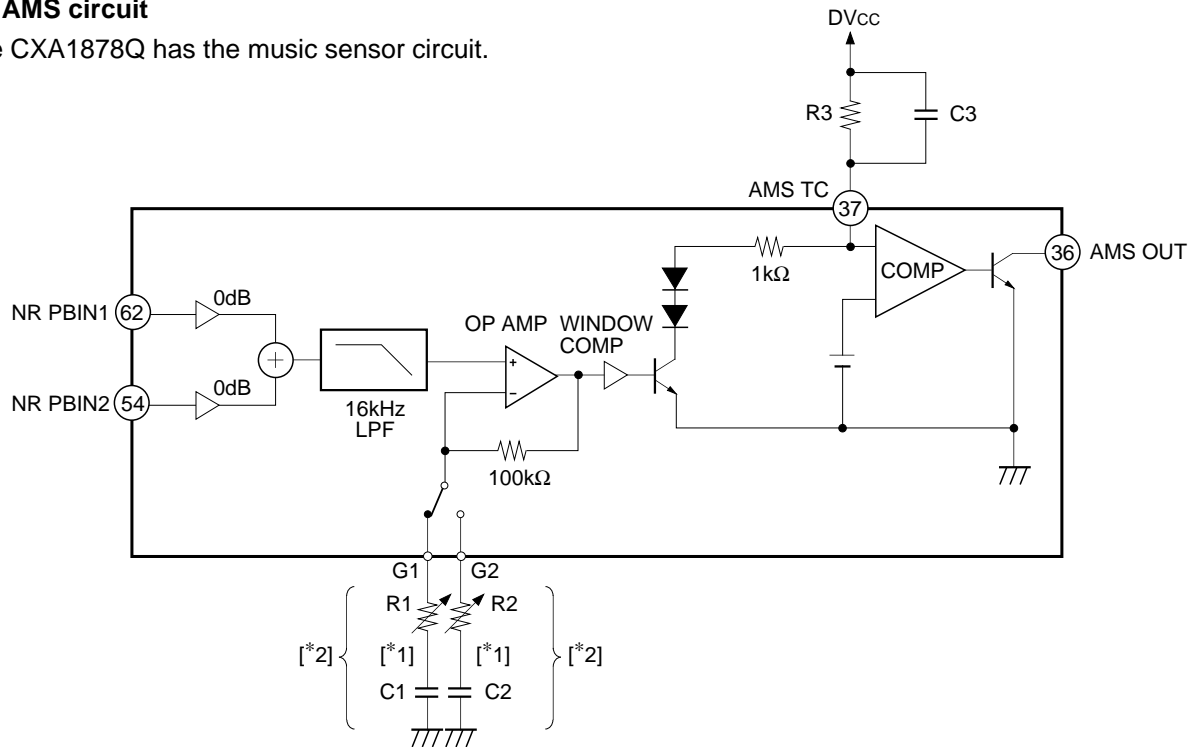 AMS circuit
CXA1878Q has the music sensor circuit.
DVCC
R3
C3
AMS TC
37
36
AMS OUT
1kΩ
COMP
NR PBIN1
62
0dB
OP AMP
WINDOW
COMP
+
+
−
NR PBIN2
54
0dB
16kHz
LPF
100kΩ
G1
G2
R1
R2
[*2]
[*1]
[*1]
[*2]
C1
C2